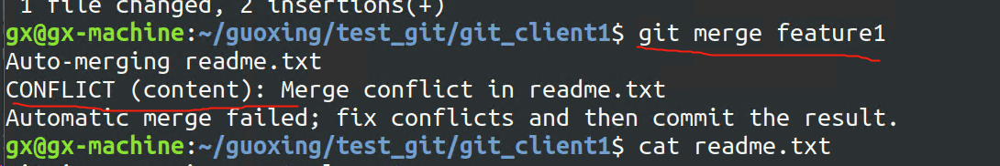 1 file changed, 2 insertions(+)
gx@gx-machine:~/guoxing/test_git/git_client1$ git merge feature1
Auto-merging readme.txt
CONFLICT (content): Merge conflict in readme.txt
Automatic merge failed; fix conflicts and then commit the result.
gx@gx-machine:~/guoxing/test_git/git_client1$ cat readme.txt